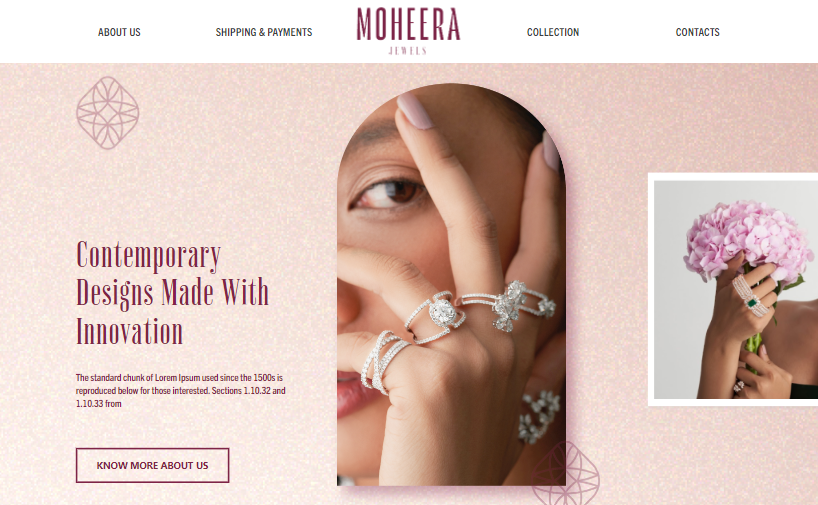 ABOUT US
SHIPPING & PAYMENTS
MOHEERA
JEWELS
COLLECTION
CONTACTS
Contemporary
Designs Made With
Innovation
The standard chunk of Lorem Ipsum used since the 1500s is
reproduced below for those interested. Sections 1.10.32 and
1.10.33 from
KNOW MORE ABOUT US